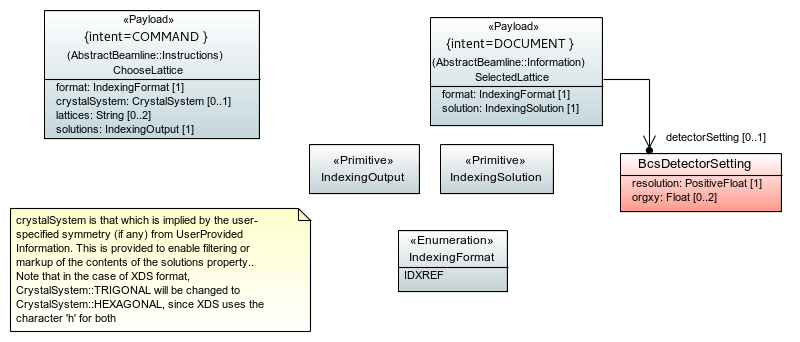 «Payload»
{intent=COMMAND }
(AbstractBeamline::Instructions)
ChooseLattice
format: IndexingFormat [1]
crystalSystem: CrystalSystem [0..1]
lattices: String [0..2]
solutions: IndexingOutput [1]
«Payload»
{intent=DOCUMENT }
(AbstractBeamline::Information)
SelectedLattice
format: IndexingFormat [1]
solution: IndexingSolution [1]
detectorSetting [0..1]
BcsDetectorSetting
resolution: PositiveFloat [1]
orgxy: Float [0..2]
«Primitive»
IndexingOutput
«Primitive»
IndexingSolution
«Enumeration»
IndexingFormat
IDXREF
crystalSystem is that which is implied by the user-
specified symmetry (if any) from UserProvided
Information. This is provided to enable filtering or
markup of the contents of the solutions property..
Note that in the case of XDS format,
CrystalSystem::TRIGONAL will be changed to
CrystalSystem::HEXAGONAL, since XDS uses the
character 'h' for both